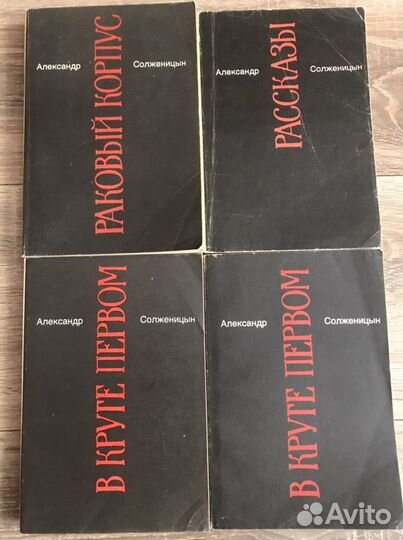 Александр Солженицын
РАКОВЫЙ КОРПУС
Александр Солженицын
РАССКАЗЫ
Александр Солженицын
В КРУГЕ ПЕРВОМ
Александр Солженицын
В КРУГЕ ПЕРВОМ
Avito